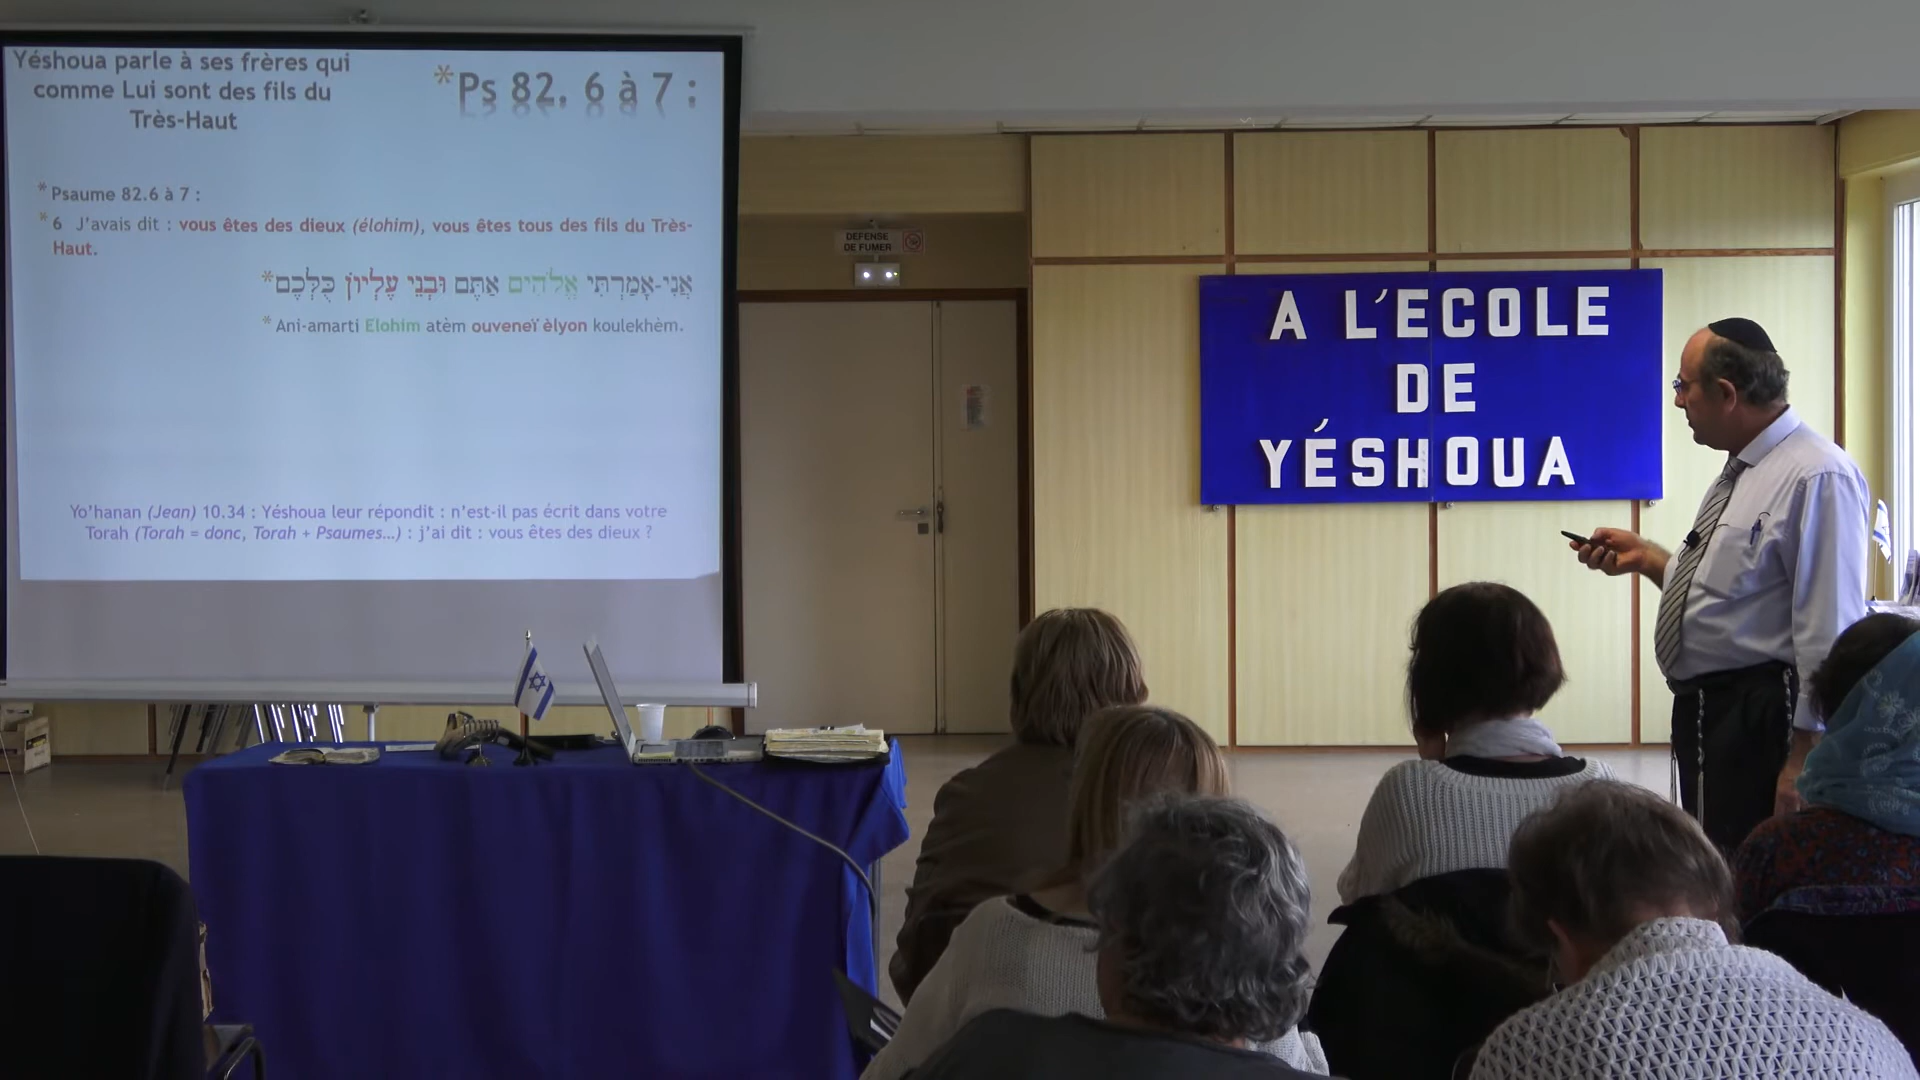 Yéshoua parle à ses frères qui
comme Lui sont des fils du
Très-Haut
*Ps 82. 6 à 7 :
* Psaume 82.6 à 7 :
* 6 J'avais dit : vous êtes des dieux (élohim), vous êtes tous des fils du Très-
Haut.
*אֲנִי-אָמַרְתִּי אֱלֹהִים אַתֶּם וּבְנֵי עֶלְיוֹן כֻּלְּכֶם
* Ani-amarti Elohim atèm ouveneï èlyon koulekhèm.
Yo'hanan (Jean) 10.34 : Yéshoua leur répondit : n'est-il pas écrit dans votre
Torah (Torah = donc, Torah + Psaumes…) : j'ai dit : vous êtes des dieux ?
DEFENSE
DE FUMER
A L'ECOLE
DE
YÉSHOUA